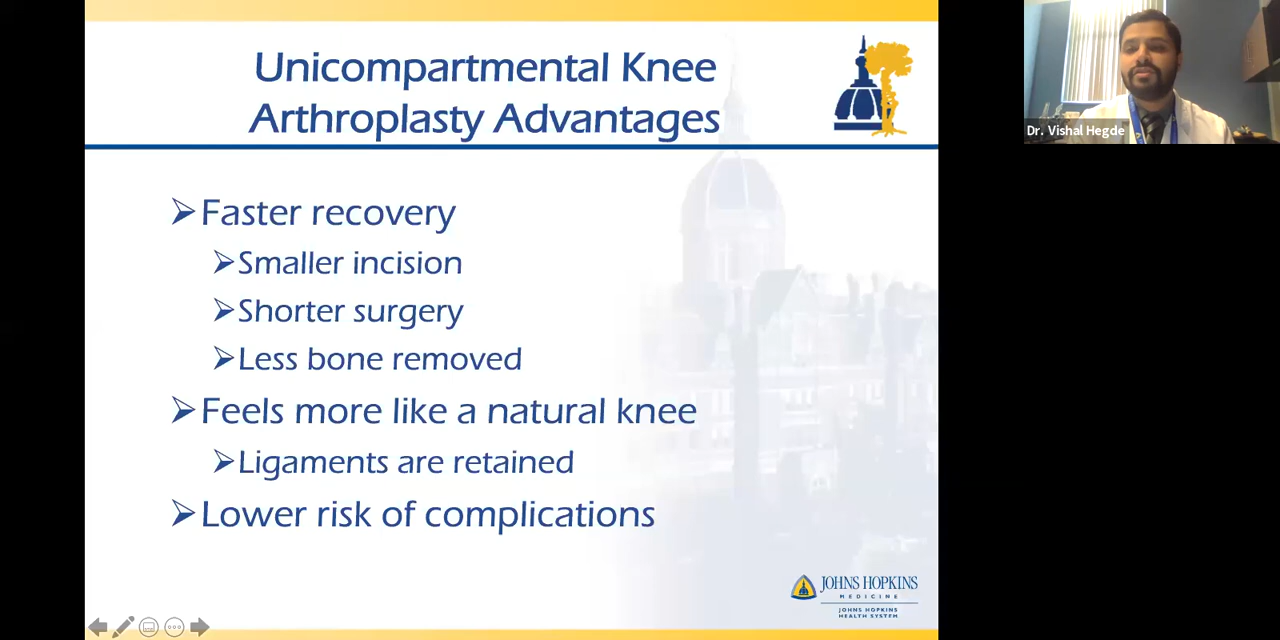 Unicompartmental Knee
Arthroplasty Advantages
Dr. Vishal Hegde
➢Faster recovery
➢Smaller incision
➢Shorter surgery
➢Less bone removed
➢Feels more like a natural knee
➢Ligaments are retained
➢Lower risk of complications
JOHNS HOPKINS
MEDICINE
JOHNS HOPKINS
HEALTH SYSTEM